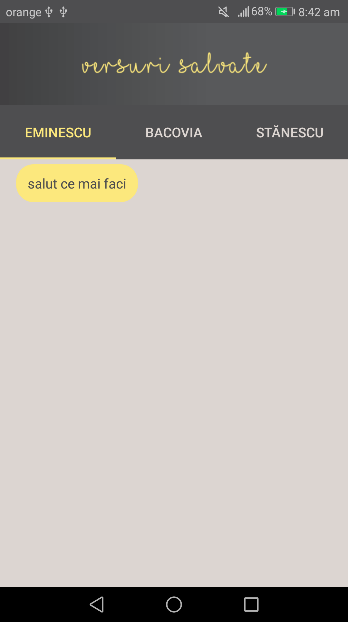 orange 68% 8:42 am
versuri salvate
EMINESCU BACOVIA STĂNESCU
salut ce mai faci